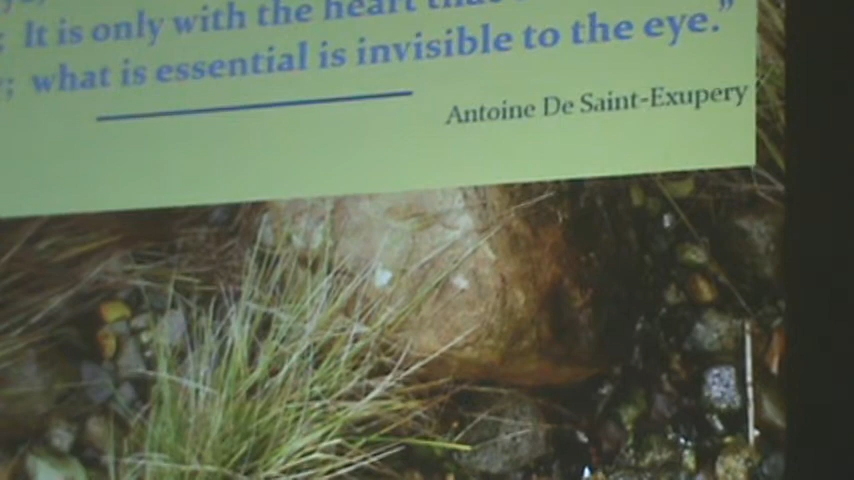 ; It is only with the heart
; what is essential is invisible to the eye.”
Antoine De Saint-Exupery